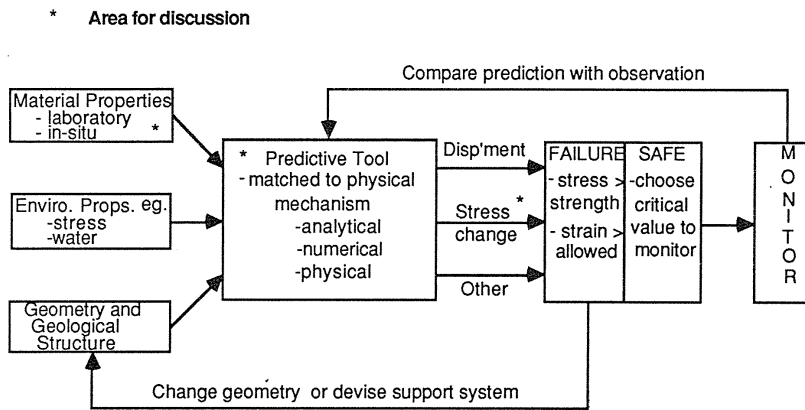 * Area for discussion
Compare prediction with observation
Material Properties
- laboratory
- in-situ *
Enviro. Props. eg.
-stress
-water
Geometry and
Geological
Structure
* Predictive Tool
- matched to physical
mechanism
-analytical
-numerical
-physical
Disp'ment
Stress *
change
Other
FAILURE
- stress >
strength
- strain >
allowed
SAFE
-choose
critical
value to
monitor
MONITOR
Change geometry or devise support system